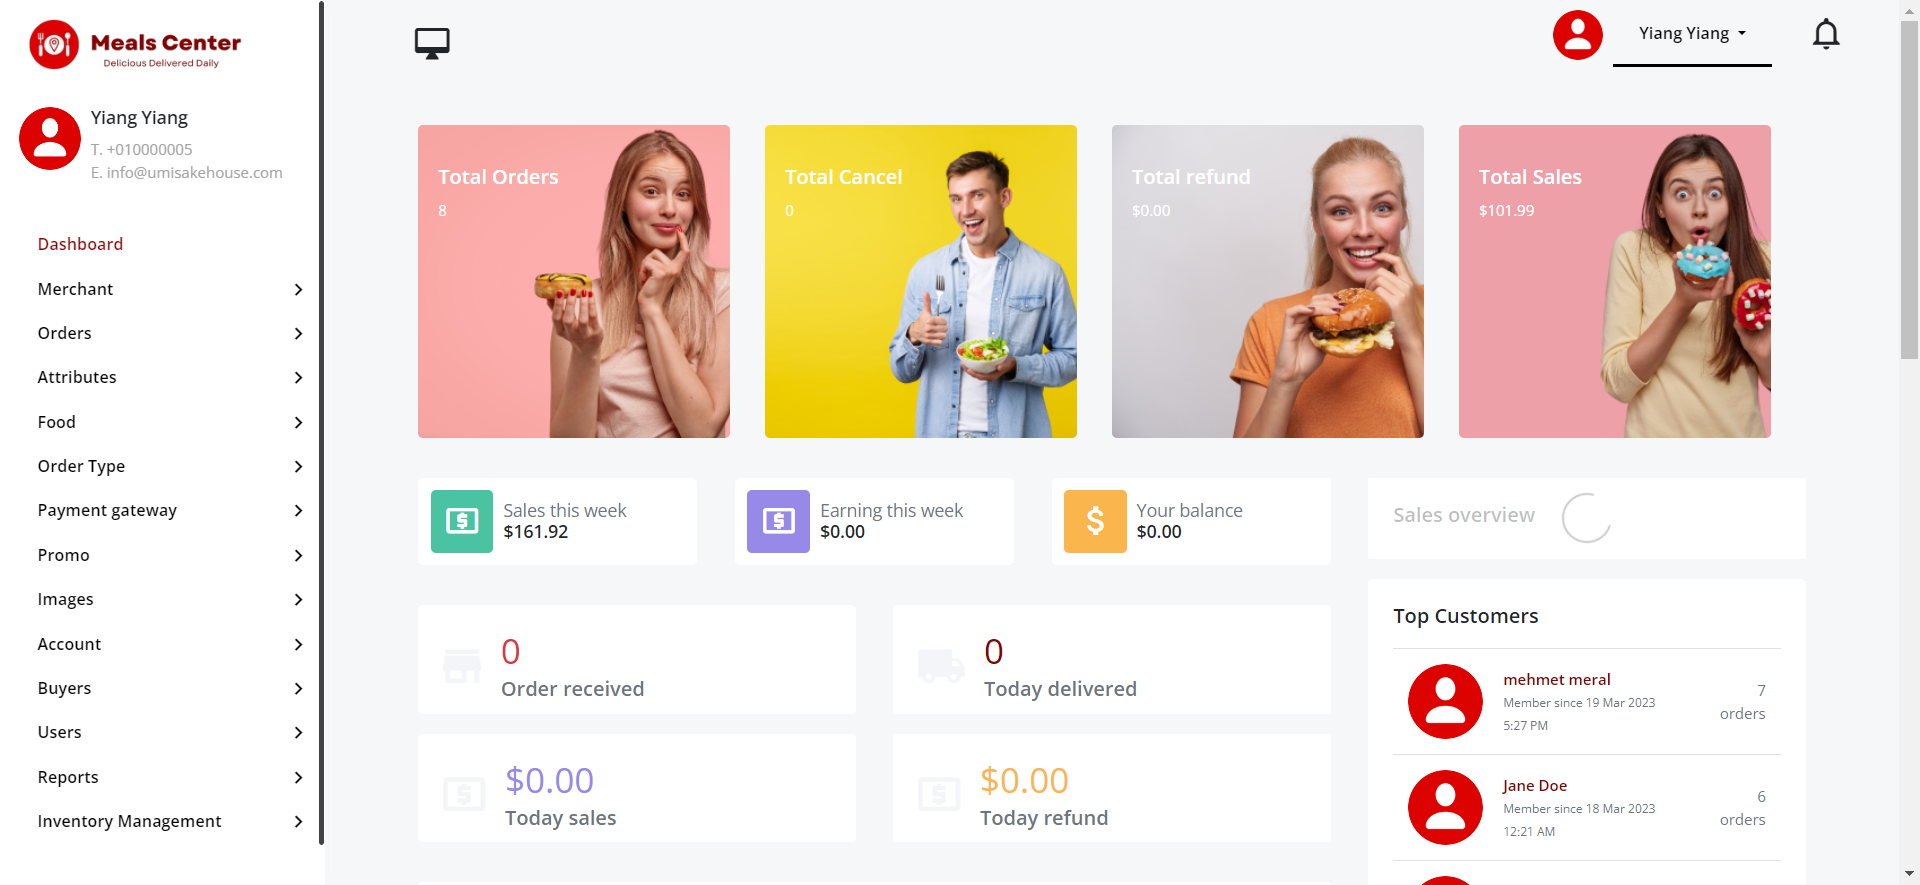 Meals Center
Delicious Delivered Daily
Yiang Yiang
T. +010000005
E. info@umisakehouse.com
Dashboard
Merchant
Orders
Attributes
Food
Order Type
Payment gateway
Promo
Images
Account
Buyers
Users
Reports
Inventory Management
Yiang Yiang
Total Orders
8
Total Cancel
0
Total refund
$0.00
Total Sales
$101.99
Sales this week
$161.92
Earning this week
$0.00
Your balance
$0.00
Sales overview
0
Order received
0
Today delivered
$0.00
Today sales
$0.00
Today refund
Top Customers
mehmet meral
Member since 19 Mar 2023
5:27 PM
7
orders
Jane Doe
Member since 18 Mar 2023
12:21 AM
6
orders